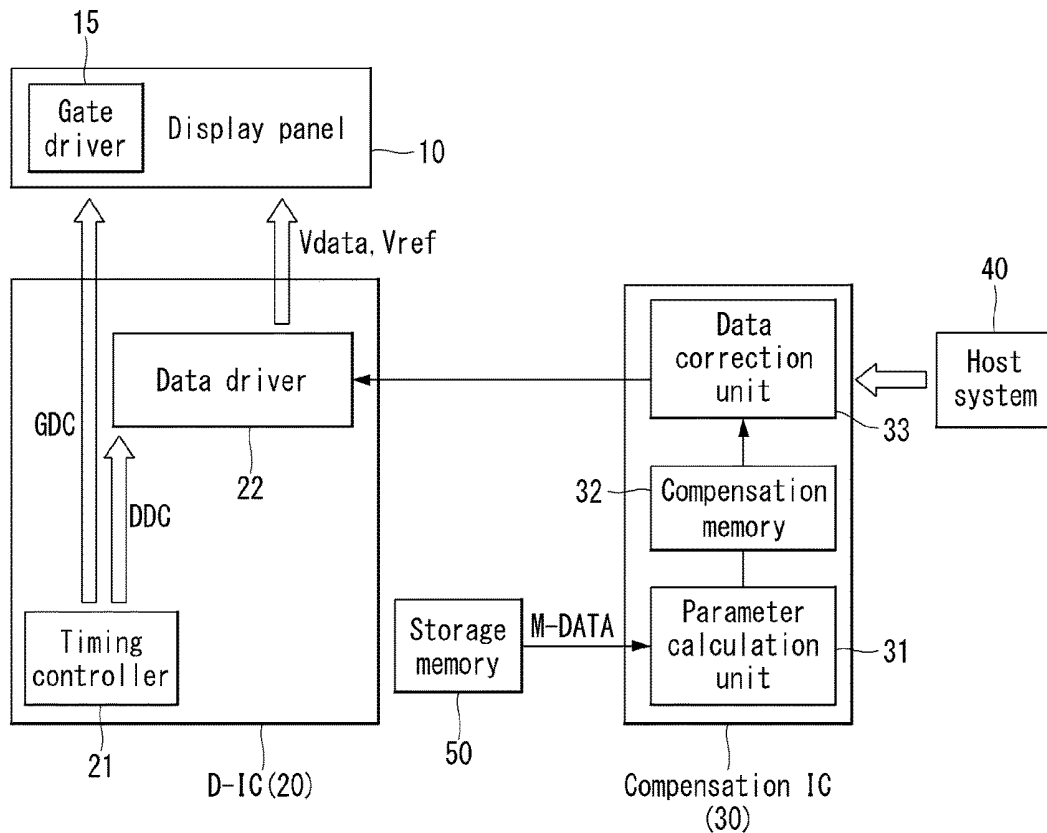 15
Gate
driver
Display panel
10
Vdata, Vref
40
Data
correction
unit
Host
system
Data driver
GDC
33
22
32
Compensation
memory
DDC
Storage
memory
M-DATA
Parameter
calculation
unit
31
Timing
controller
21
50
D-IC(20)
Compensation IC
(30)